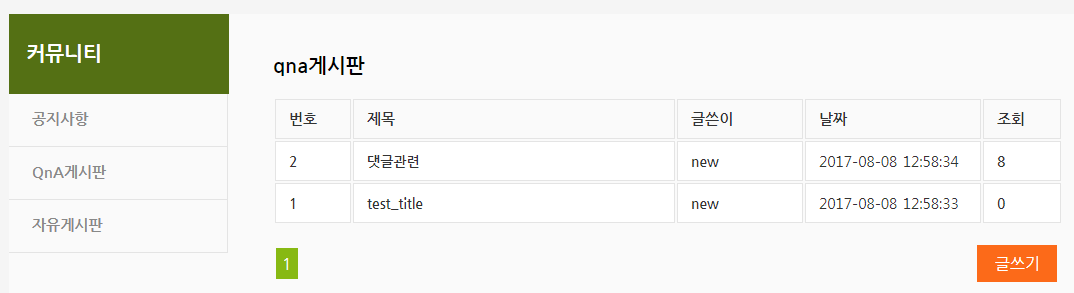 커뮤니티
공지사항
QnA게시판
자유게시판
qna게시판
번호 제목 글쓴이 날짜 조회
2 댓글관련 new 2017-08-08 12:58:34 8
1 test_title new 2017-08-08 12:58:33 0
1 글쓰기